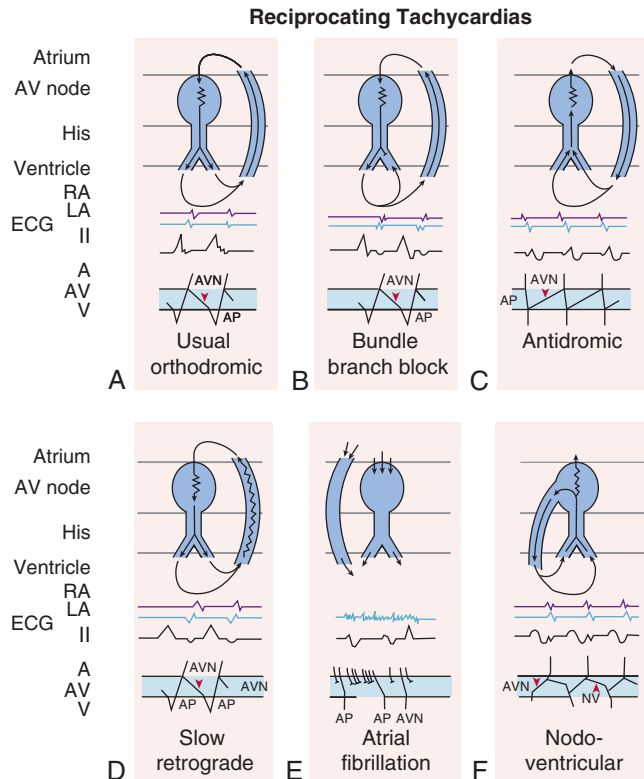 Reciprocating Tachycardias
Atrium
AV node
His
Ventricle
RA
LA
ECG
II
A
AV
V
AVN
AP
A
Usual
orthodromic
AVN
AP
B
Bundle
branch block
AVN
AP
C
Antidromic
Atrium
AV node
His
Ventricle
RA
LA
ECG
II
A
AV
V
AVN
AVN
AP
AP
D
Slow
retrograde
AP
AP
AVN
E
Atrial
fibrillation
AVN
NV
F
Nodo-
ventricular